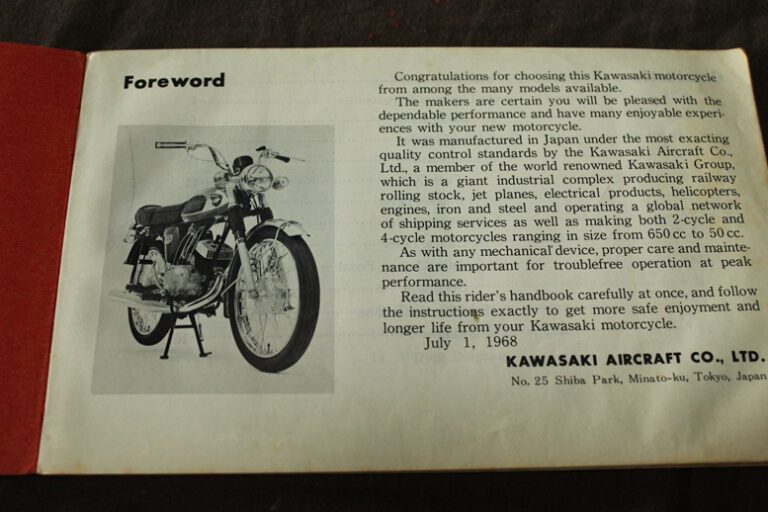 Foreword
Congratulations for choosing this Kawasaki motorcycle
from among the many models available.
The makers are certain you will be pleased with the
dependable performance and have many enjoyable experi-
ences with your new motorcycle.
It was manufactured in Japan under the most exacting
quality control standards by the Kawasaki Aircraft Co.,
Ltd., a member of the world renowned Kawasaki Group,
which is a giant industrial complex producing railway
rolling stock, jet planes, electrical products, helicopters,
engines, iron and steel and operating a global network
of shipping services as well as making both 2-cycle and
4-cycle motorcycles ranging in size from 650 cc to 50 cc.
As with any mechanical device, proper care and mainte-
nance are important for troublefree operation at peak
performance.
Read this rider's handbook carefully at once, and follow
the instructions exactly to get more safe enjoyment and
longer life from your Kawasaki motorcycle.
July 1, 1968
KAWASAKI AIRCRAFT CO., LTD.
No. 25 Shiba Park, Minato-ku, Tokyo, Japan